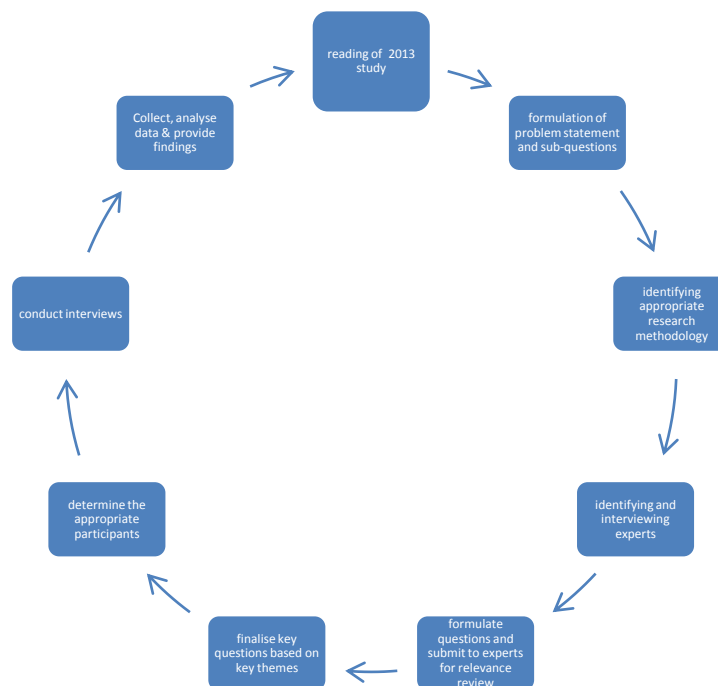 reading of 2013
study
formulation of
problem statement
and sub-questions
identifying
appropriate
research
methodology
identifying and
interviewing
experts
formulate
questions and
submit to experts
for relevance
review
finalise key
questions based on
key themes
determine the
appropriate
participants
conduct interviews
Collect, analyse
data & provide
findings